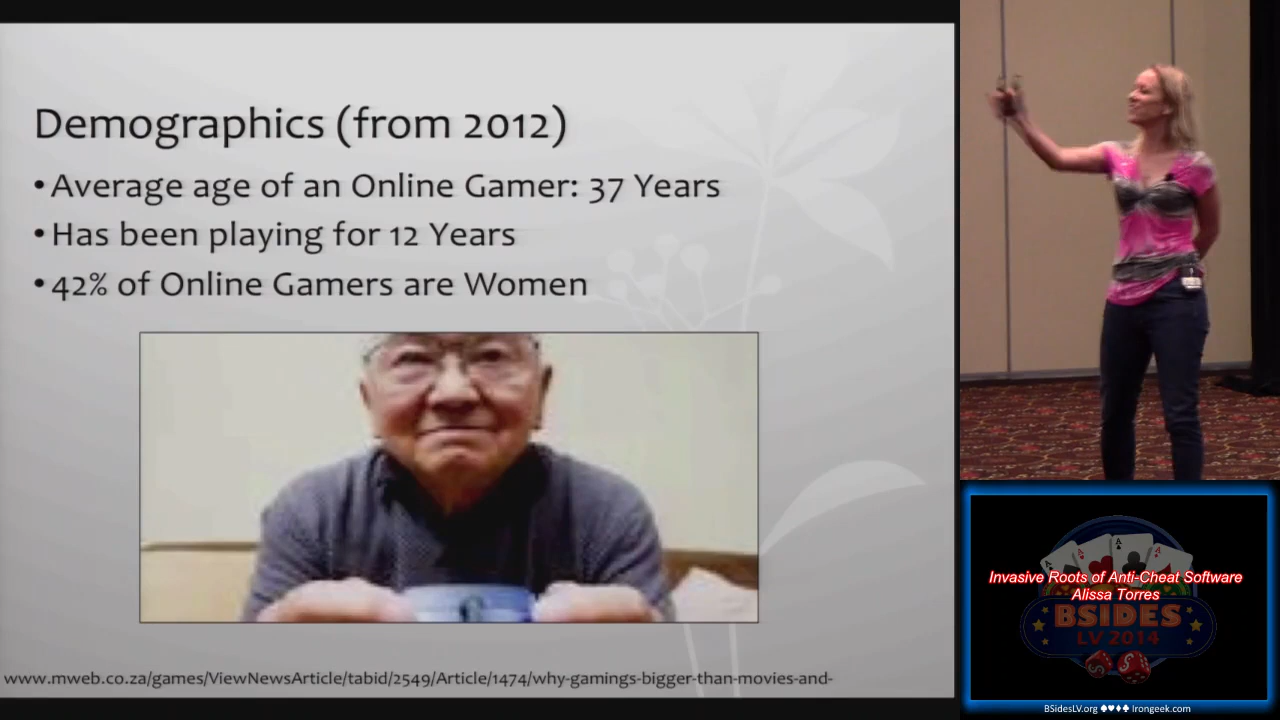 Demographics (from 2012)
• Average age of an Online Gamer: 37 Years
• Has been playing for 12 Years
• 42% of Online Gamers are Women
www.mweb.co.za/games/ViewNewsArticle/tabid/2549/Article/1474/why-gamings-bigger-than-movies-and-
Invasive Roots of Anti-Cheat Software
Alissa Torres
BSIDES
LV 2014
BSidesLV.org ♠♥♦♣ Irongeek.com